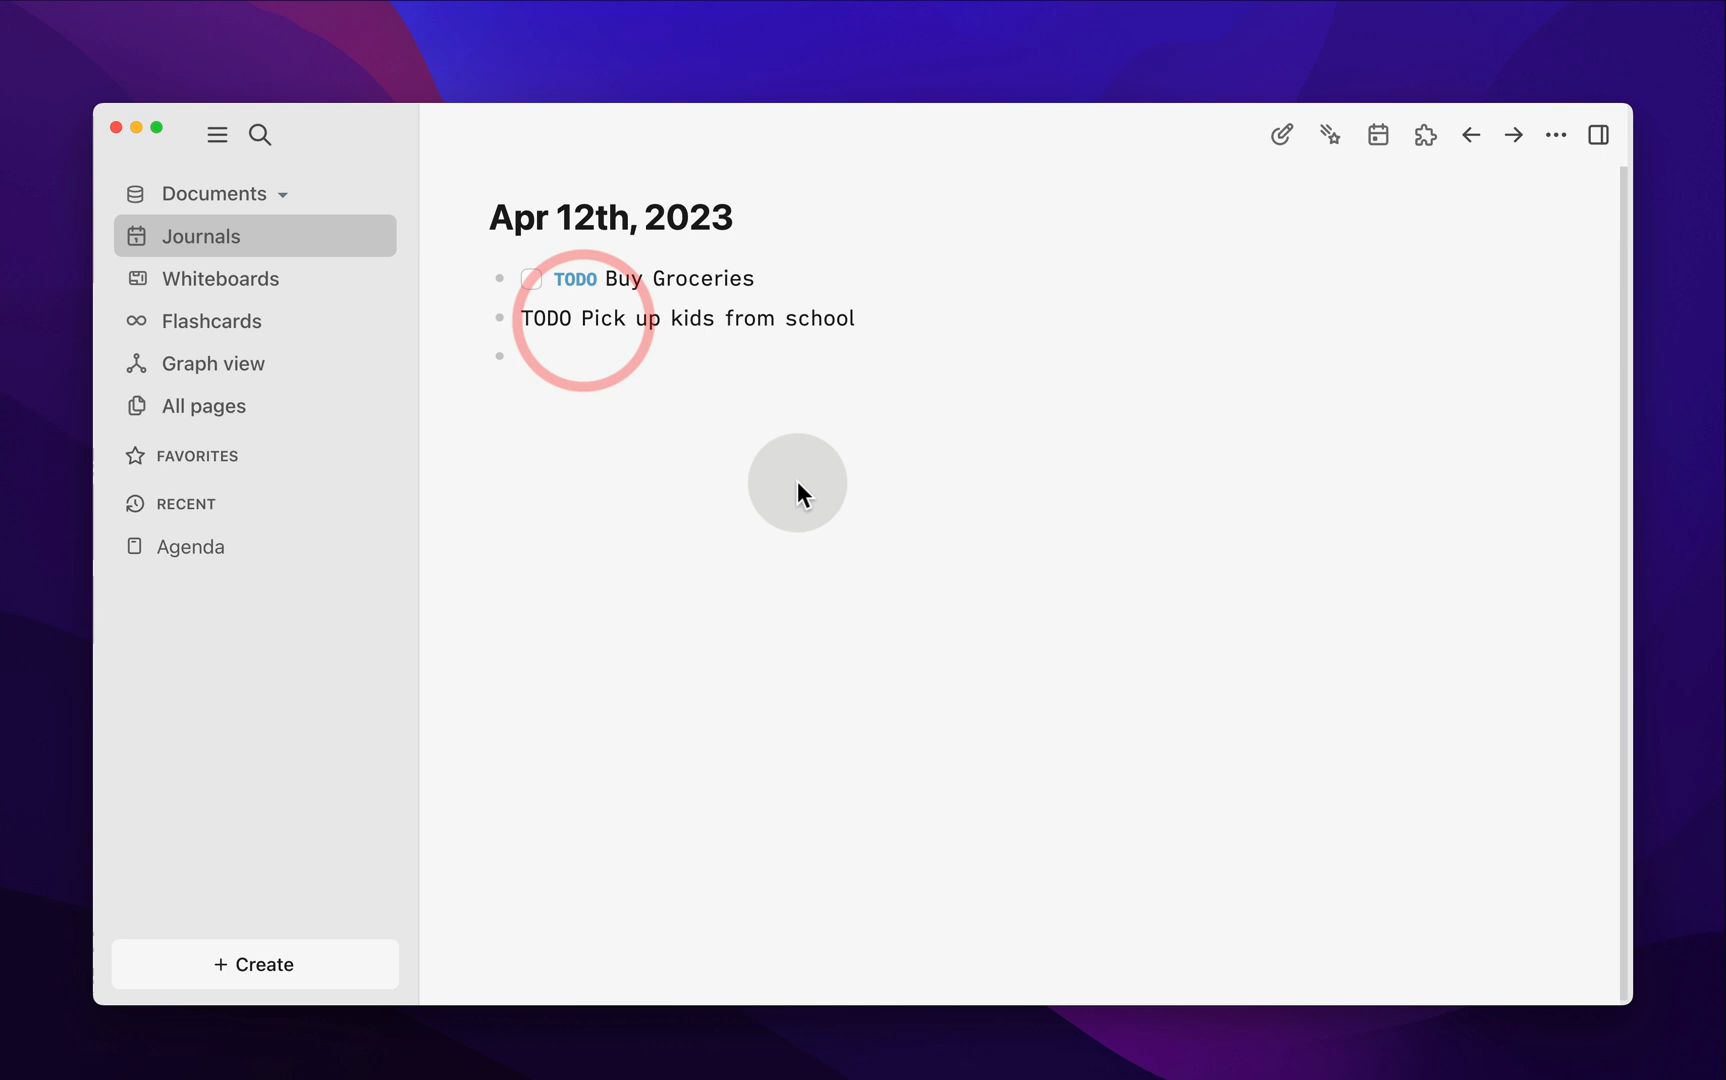 Documents
Journals
Whiteboards
Flashcards
Graph view
All pages
FAVORITES
RECENT
Agenda
+ Create
Apr 12th, 2023
TODO Buy Groceries
TODO Pick up kids from school